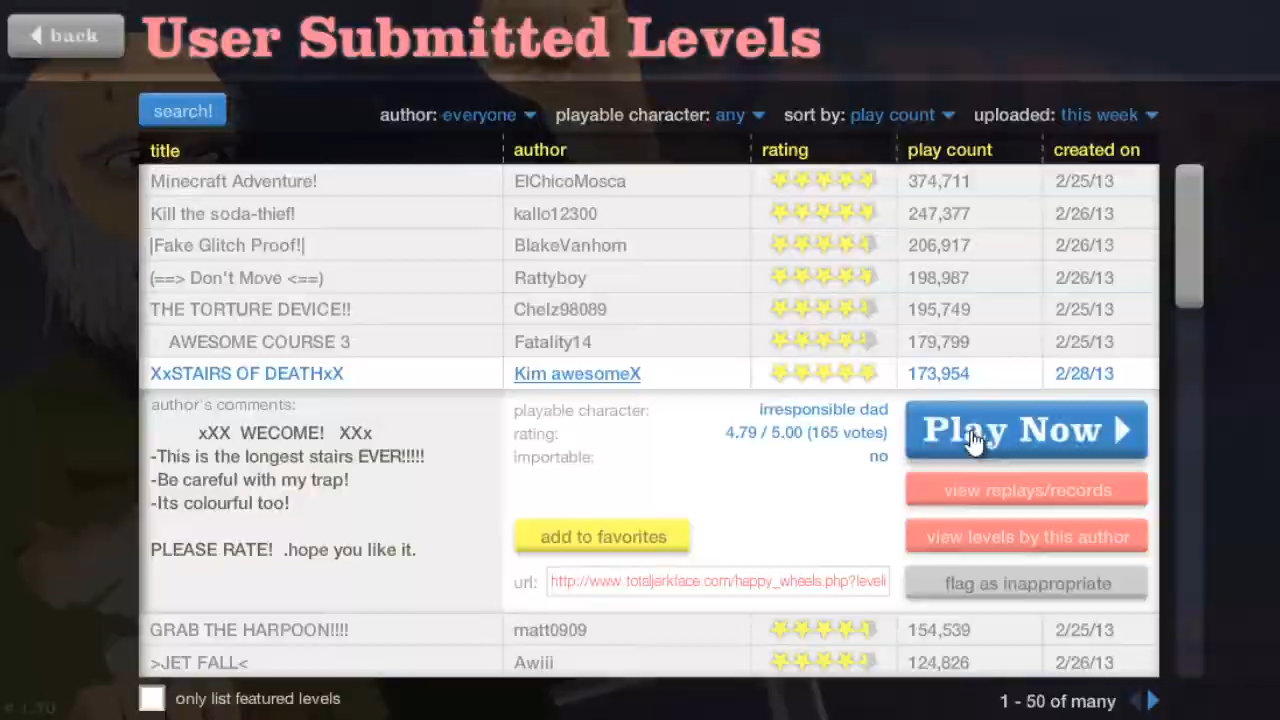 back
User Submitted Levels
search!
author: everyone playable character: any sort by: play count uploaded: this week
title author rating play count created on
Minecraft Adventure! ElChicoMosca 374,711 2/25/13
Kill the soda-thief! kallo12300 247,377 2/26/13
|Fake Glitch Proof!| BlakeVanhorn 206,917 2/26/13
(==> Don't Move <==) Rattyboy 198,987 2/26/13
THE TORTURE DEVICE!! Chelz98089 195,749 2/25/13
AWESOME COURSE 3 Fatality14 179,799 2/25/13
XxSTAIRS OF DEATHxX Kim awesomeX 173,954 2/28/13
author's comments:
xXX WECOME! XXx
-This is the longest stairs EVER!!!!!
-Be careful with my trap!
-Its colourful too!
PLEASE RATE! .hope you like it.
playable character: irresponsible dad
rating: 4.79 / 5.00 (165 votes)
importable: no
add to favorites
url: http://www.totaljerkface.com/happy_wheels.php?leveli
Play Now
view replays/records
view levels by this author
flag as inappropriate
GRAB THE HARPOON!!!! matt0909 154,539 2/25/13
>JET FALL< Awiii 124,826 2/26/13
only list featured levels
1 - 50 of many